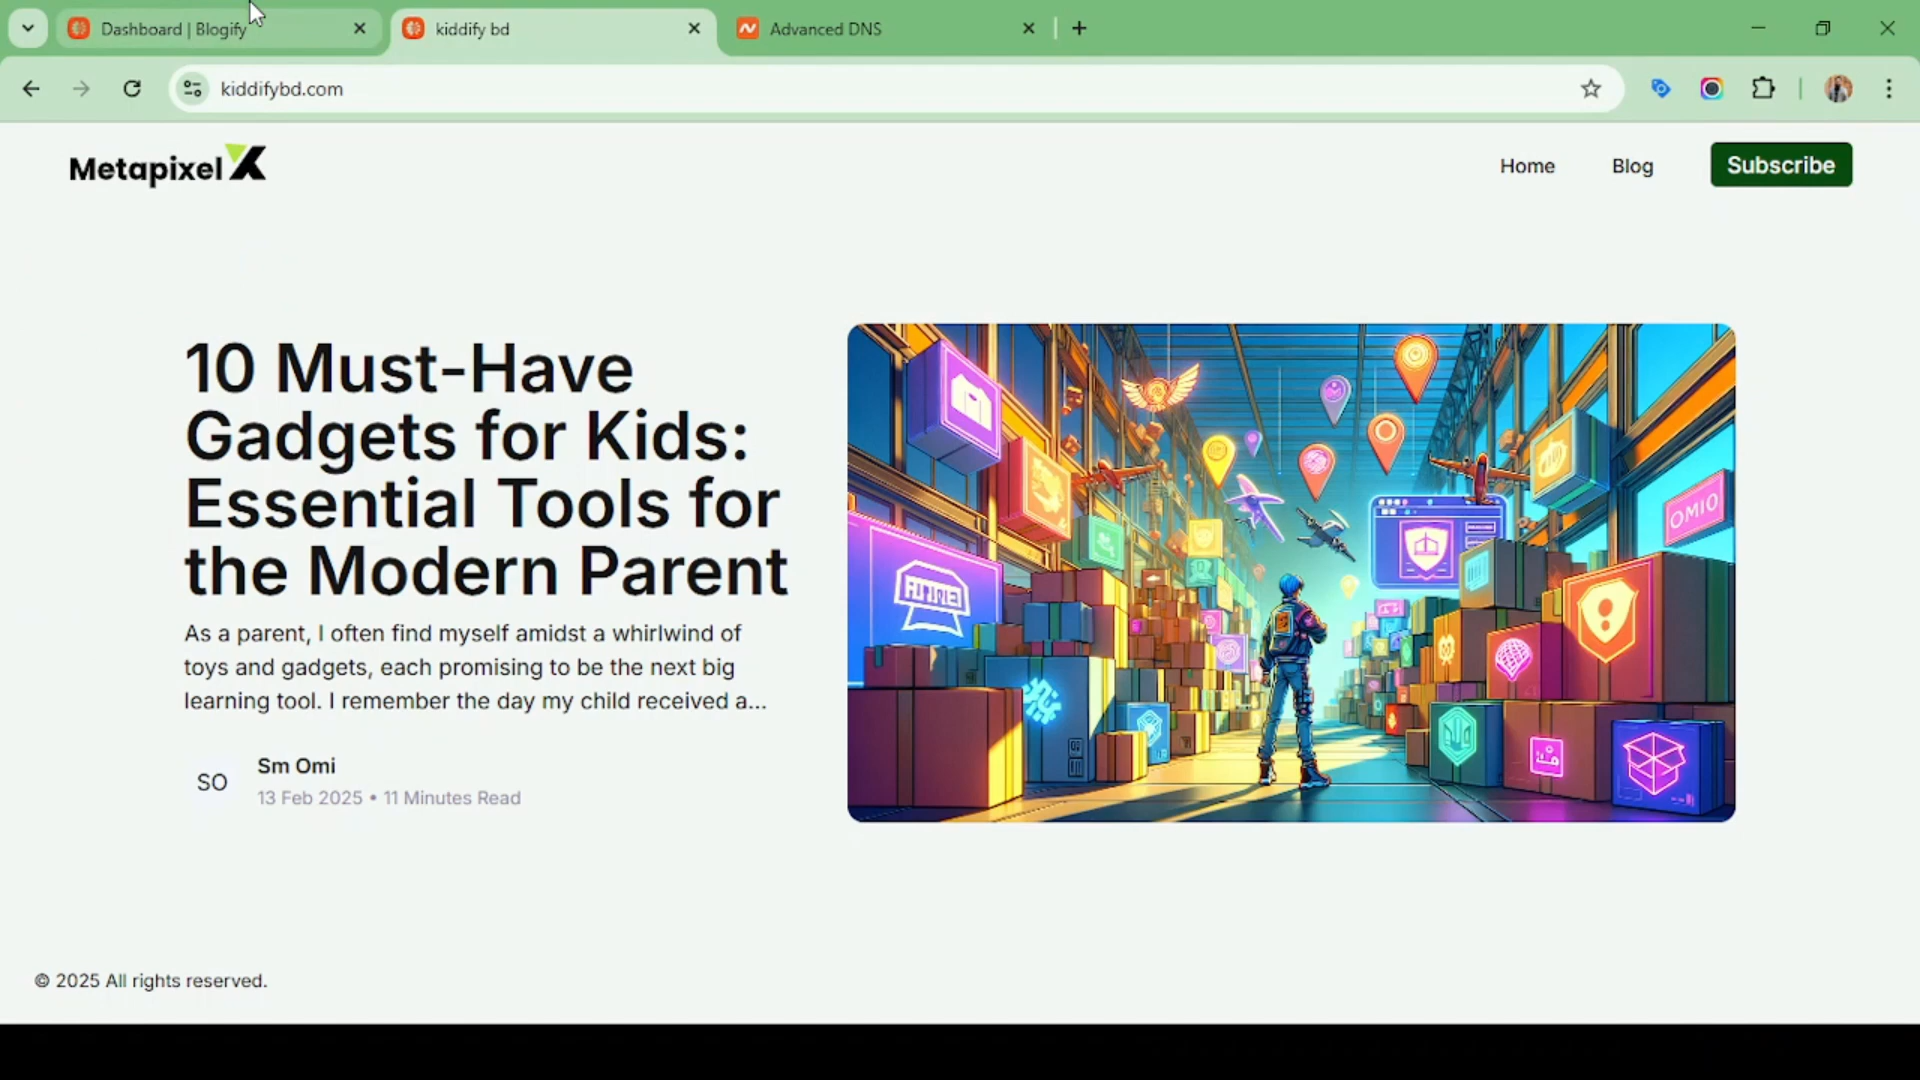 Dashboard | Blogify
kiddify bd
Advanced DNS
kiddifybd.com
Metapixel X
Home
Blog
Subscribe
10 Must-Have
Gadgets for Kids:
Essential Tools for
the Modern Parent
As a parent, I often find myself amidst a whirlwind of
toys and gadgets, each promising to be the next big
learning tool. I remember the day my child received a...
OMIO
SO
Sm Omi
13 Feb 2025 • 11 Minutes Read
© 2025 All rights reserved.